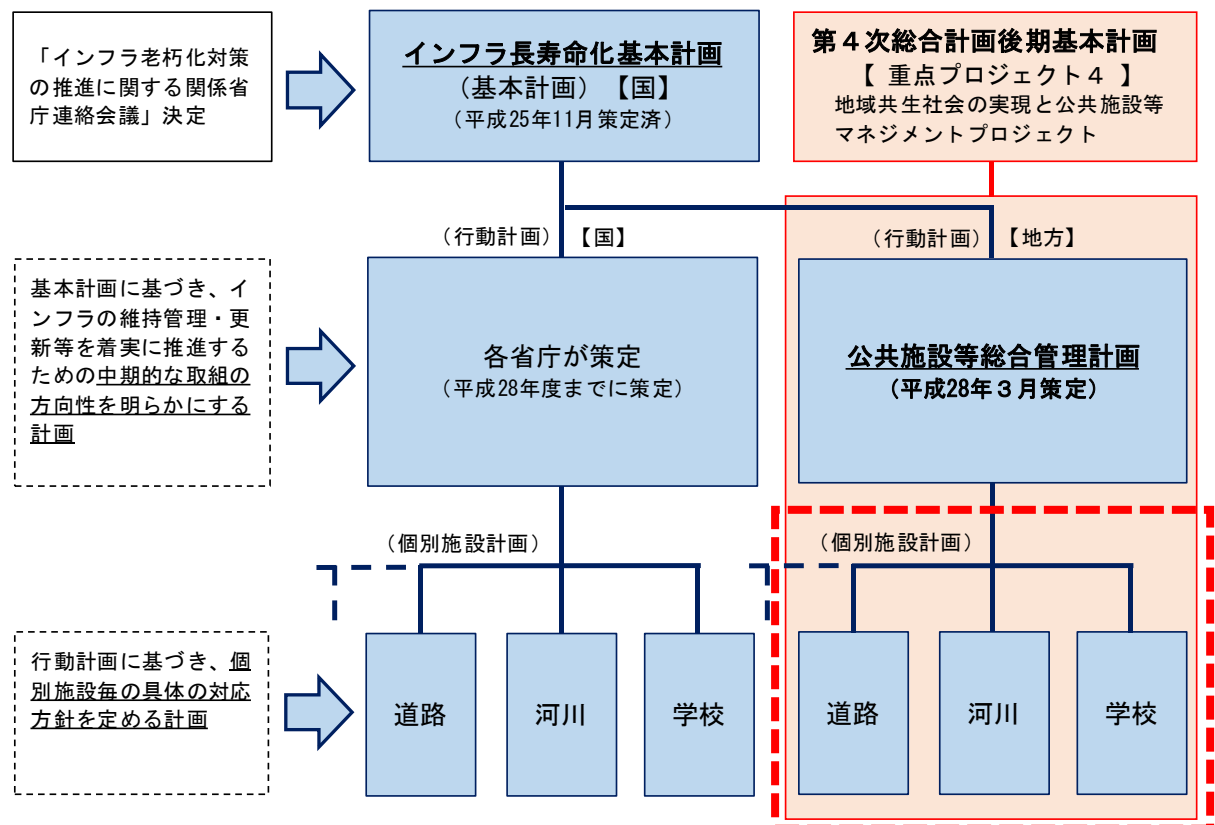 「インフラ老朽化対策
の推進に関する関係省
庁連絡会議」決定
インフラ長寿命化基本計画
(基本計画)【国】
(平成25年11月策定済)
第４次総合計画後期基本計画
【 重点プロジェクト４ 】
地域共生社会の実現と公共施設等
マネジメントプロジェクト
(行動計画)【国】
(行動計画)【地方】
基本計画に基づき、イ
ンフラの維持管理・更
新等を着実に推進する
ための中期的な取組の
方向性を明らかにする
計画
各省庁が策定
(平成28年度までに策定)
公共施設等総合管理計画
(平成28年３月策定)
(個別施設計画)
(個別施設計画)
行動計画に基づき、個
別施設毎の具体の対応
方針を定める計画
道路
河川
学校
道路
河川
学校